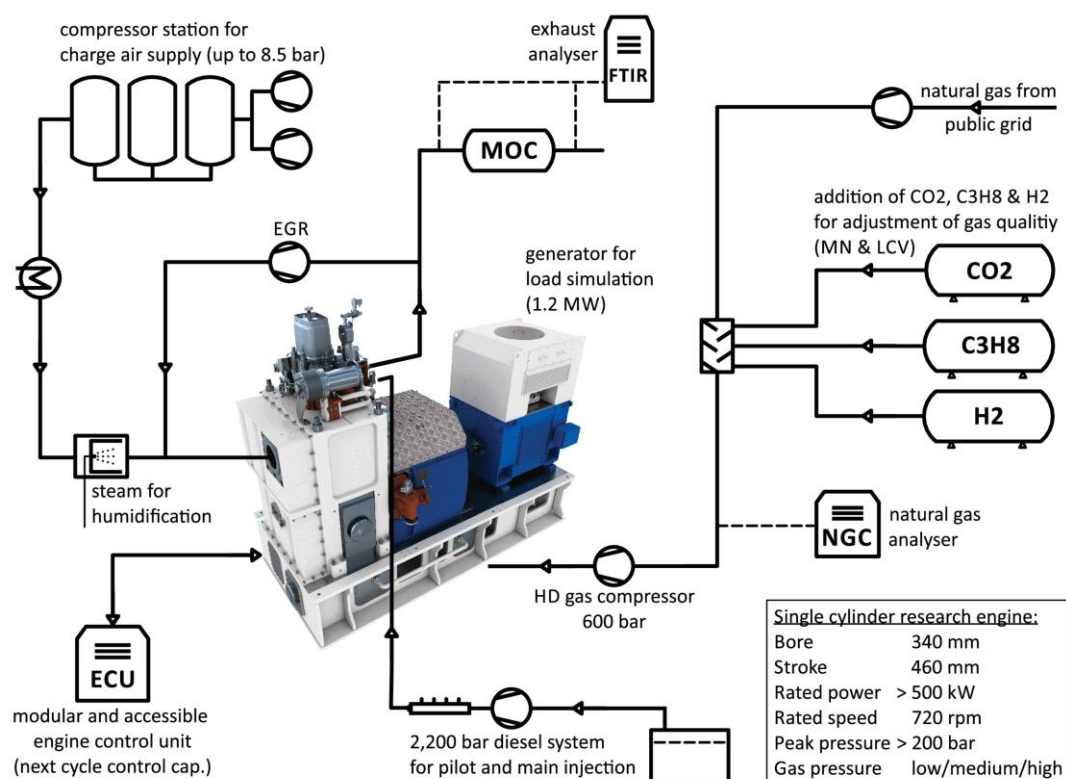 compressor station for
charge air supply (up to 8.5 bar)
exhaust
analyser
FTIR
natural gas from
public grid
MOC
addition of CO2, C3H8 & H2
for adjustment of gas qualitiy
(MN & LCV)
EGR
generator for
load simulation
(1.2 MW)
CO2
C3H8
H2
steam for
humidification
NGC
natural gas
analyser
HD gas compressor
600 bar
ECU
modular and accessible
engine control unit
(next cycle control cap.)
2,200 bar diesel system
for pilot and main injection
Single cylinder research engine:
Bore 340 mm
Stroke 460 mm
Rated power > 500 kW
Rated speed 720 rpm
Peak pressure > 200 bar
Gas pressure low/medium/high